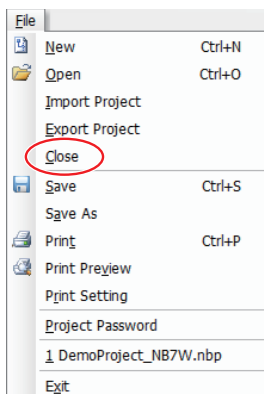 File
New Ctrl+N
Open Ctrl+O
Import Project
Export Project
Close
Save Ctrl+S
Save As
Print Ctrl+P
Print Preview
Print Setting
Project Password
1 DemoProject_NB7W.nbp
Exit